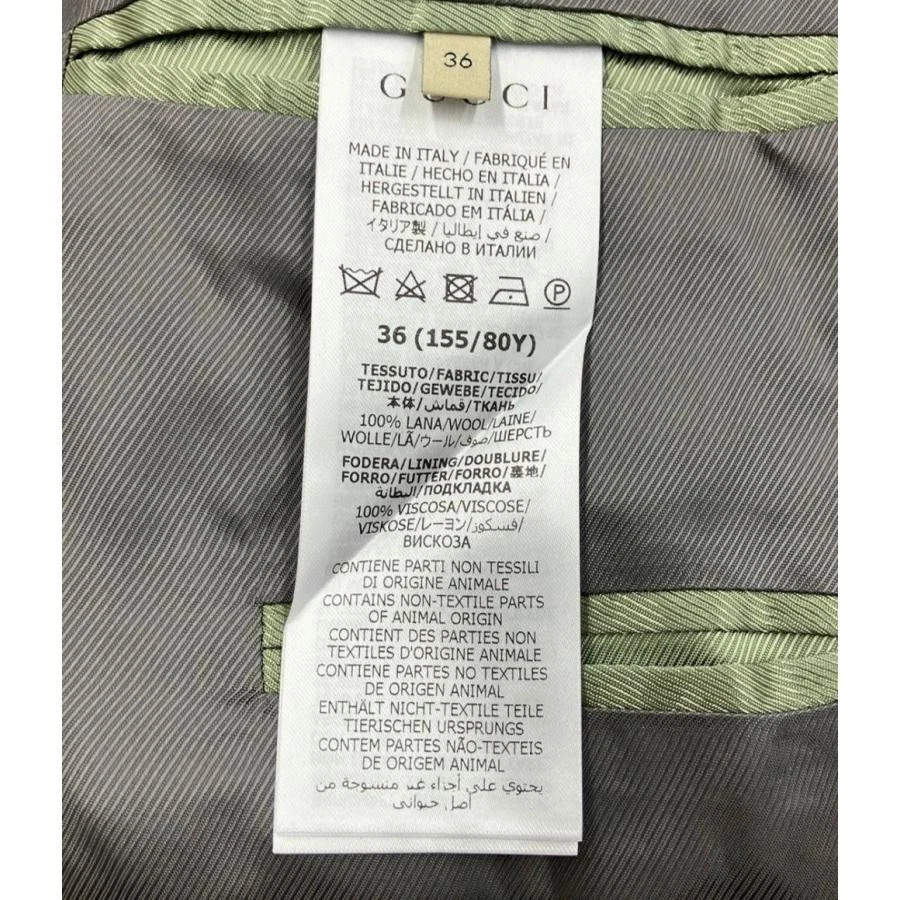 36
GUCCI
MADE IN ITALY / FABRIQUÉ EN
ITALIE / HECHO EN ITALIA /
HERGESTELLT IN ITALIEN /
FABRICADO EM ITÁLIA /
イタリア製 / صنع في إيطاليا /
СДЕЛАНО В ИТАЛИИ
P
36 (155/80Y)
TESSUTO/FABRIC/TISSU/
TEJIDO/GEWEBE/TECIDO/
本体/قماش/ТКАНЬ
100% LANA/WOOL/LAINE/
WOLLE/LÃ/ウール/صوف/ШЕРСТЬ
FODERA/LINING/DOUBLURE/
FORRO/FUTTER/FORRO/裏地/
البطانة/ПОДКЛАДКА
100% VISCOSA/VISCOSE/
VISKOSE/レーヨン/فسكوز/
ВИСКОЗА
CONTIENE PARTI NON TESSILI
DI ORIGINE ANIMALE
CONTAINS NON-TEXTILE PARTS
OF ANIMAL ORIGIN
CONTIENT DES PARTIES NON
TEXTILES D'ORIGINE ANIMALE
CONTIENE PARTES NO TEXTILES
DE ORIGEN ANIMAL
ENTHÄLT NICHT-TEXTILE TEILE
TIERISCHEN URSPRUNGS
CONTEM PARTES NÃO-TEXTEIS
DE ORIGEM ANIMAL
يحتوي على أجزاء غير منسوجة من
أصل حيواني